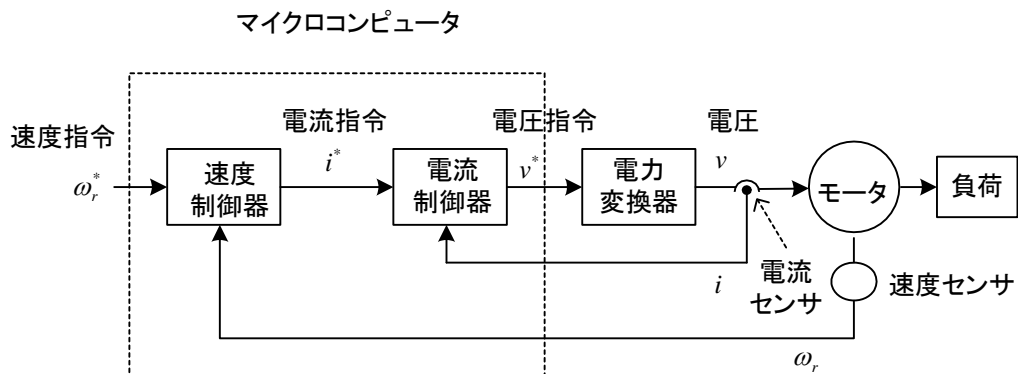 マイクロコンピュータ
速度指令
ω_r^*
速度
制御器
電流指令
i^*
電流
制御器
電圧指令
v^*
電力
変換器
電圧
v
モータ
負荷
i
電流
センサ
速度センサ
ω_r